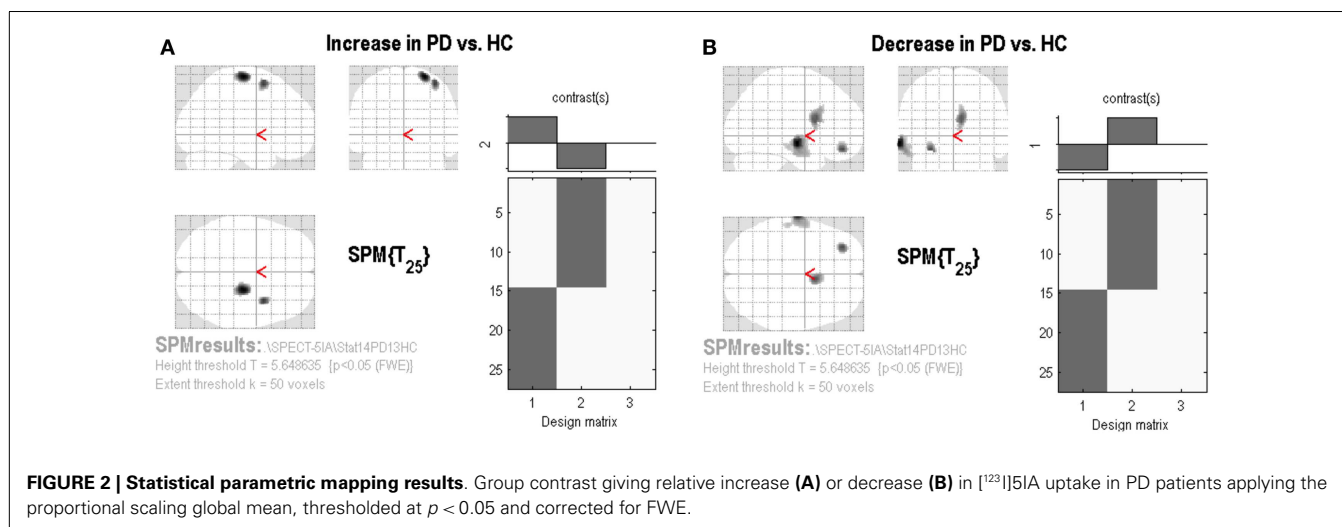 A
Increase in PD vs. HC
contrast(s)
2
<
<
<
SPM{T25}
5
10
15
20
25
1 2 3
Design matrix
SPMresults: .\SPECT-5IA\Stat14PD13HC
Height threshold T = 5.648635 [p<0.05 (FWE)]
Extent threshold k = 50 voxels
B
Decrease in PD vs. HC
contrast(s)
1
<
<
<
SPM{T25}
5
10
15
20
25
1 2 3
Design matrix
SPMresults: .\SPECT-5IA\Stat14PD13HC
Height threshold T = 5.648635 [p<0.05 (FWE)]
Extent threshold k = 50 voxels
FIGURE 2 | Statistical parametric mapping results. Group contrast giving relative increase (A) or decrease (B) in [¹²³I]5IA uptake in PD patients applying the
proportional scaling global mean, thresholded at p < 0.05 and corrected for FWE.